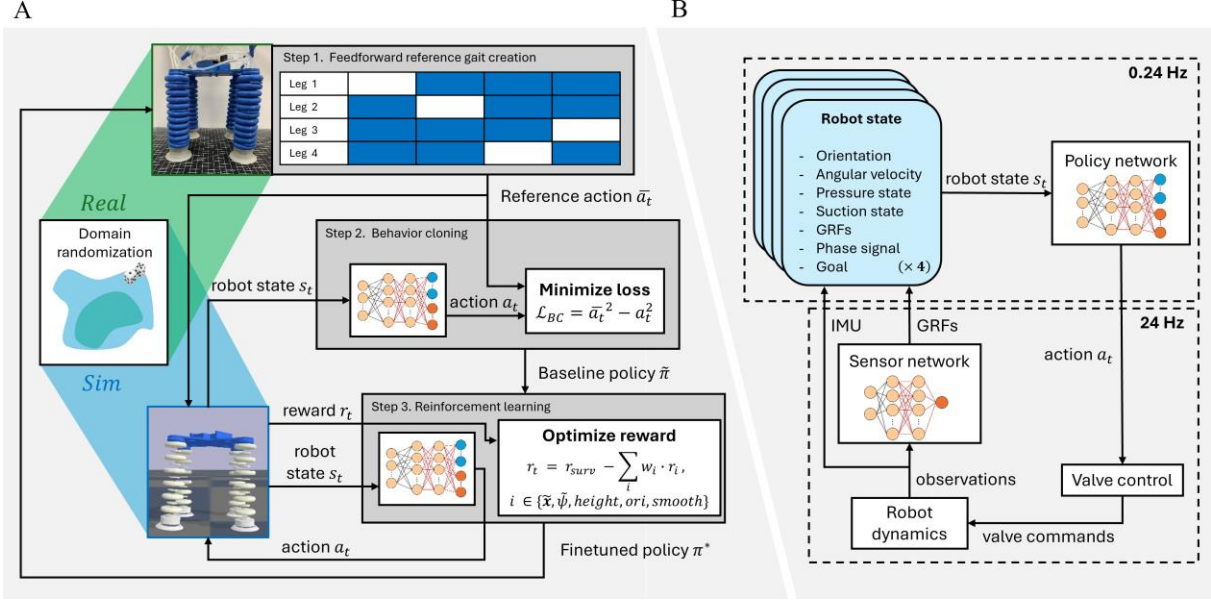 A
Step 1. Feedforward reference gait creation
Leg 1
Leg 2
Leg 3
Leg 4
Real
Domain
randomization
Sim
Reference action a̅_t
Step 2. Behavior cloning
robot state s_t
action a_t
Minimize loss
ℒ_BC = a̅_t² − a_t²
Baseline policy π̃
Step 3. Reinforcement learning
reward r_t
robot
state s_t
Optimize reward
r_t = r_surv − ∑_i w_i · r_i ,
i ∈ {x̃, ψ̃, height, ori, smooth}
action a_t
Finetuned policy π*
B
0.24 Hz
Robot state
- Orientation
- Angular velocity
- Pressure state
- Suction state
- GRFs
- Phase signal
- Goal (× 4)
robot state s_t
Policy network
IMU
GRFs
24 Hz
Sensor network
action a_t
observations
Valve control
Robot
dynamics
valve commands